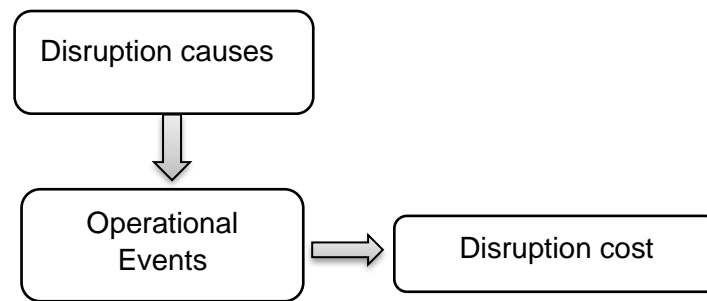 Disruption causes
Operational
Events
Disruption cost